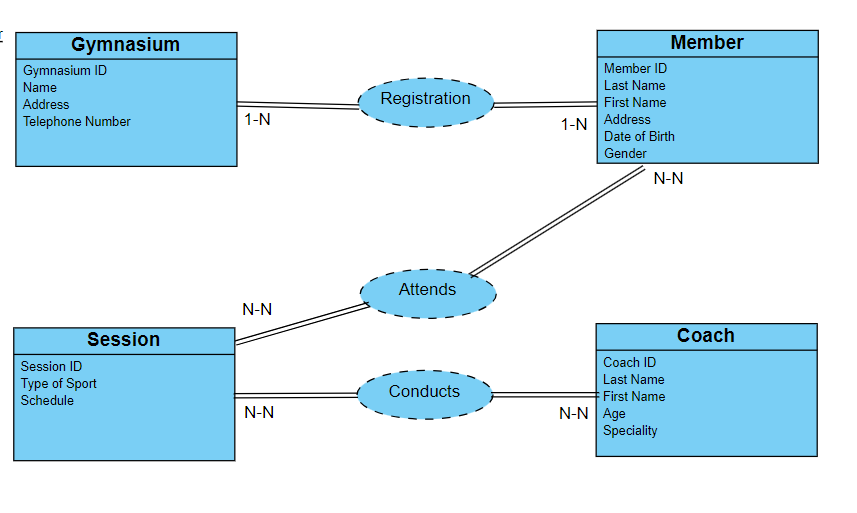 Gymnasium
Gymnasium ID
Name
Address
Telephone Number
1-N
Registration
1-N
Member
Member ID
Last Name
First Name
Address
Date of Birth
Gender
N-N
Attends
N-N
Session
Session ID
Type of Sport
Schedule
N-N
Conducts
N-N
Coach
Coach ID
Last Name
First Name
Age
Speciality